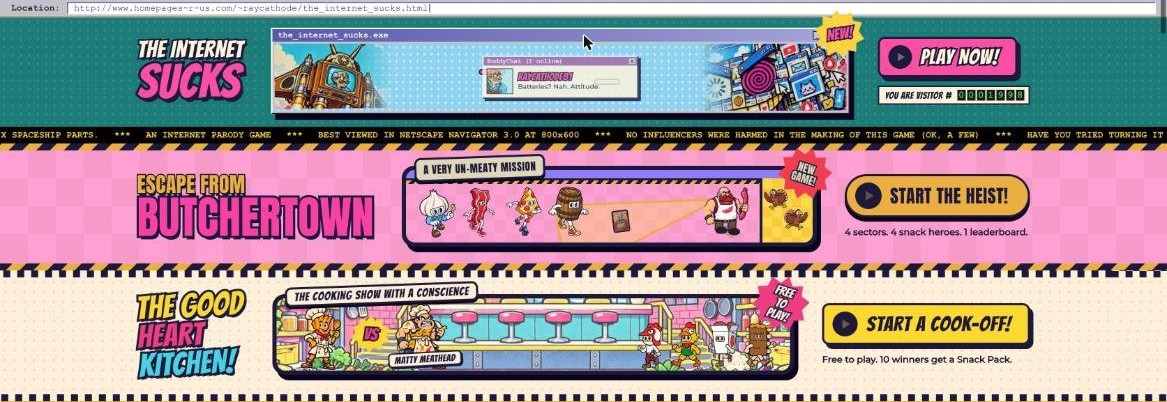 Location: http://www.homepages-r-us.com/~raycathode/the_internet_sucks.html
THE INTERNET
SUCKS
the_internet_sucks.exe
NEW!
BuddyChat (1 online)
RAYCATHODE87
Batteries? Nah. Attitude.
PLAY NOW!
YOU ARE VISITOR # 0001998
X SPACESHIP PARTS. *** AN INTERNET PARODY GAME *** BEST VIEWED IN NETSCAPE NAVIGATOR 3.0 AT 800x600 *** NO INFLUENCERS WERE HARMED IN THE MAKING OF THIS GAME (OK, A FEW) *** HAVE YOU TRIED TURNING IT
ESCAPE FROM
BUTCHERTOWN
A VERY UN-MEATY MISSION
NEW
GAME!
START THE HEIST!
4 sectors. 4 snack heroes. 1 leaderboard.
THE GOOD
HEART
KITCHEN!
THE COOKING SHOW WITH A CONSCIENCE
VS
MATTY MEATHEAD
FREE
TO
PLAY!
START A COOK-OFF!
Free to play. 10 winners get a Snack Pack.